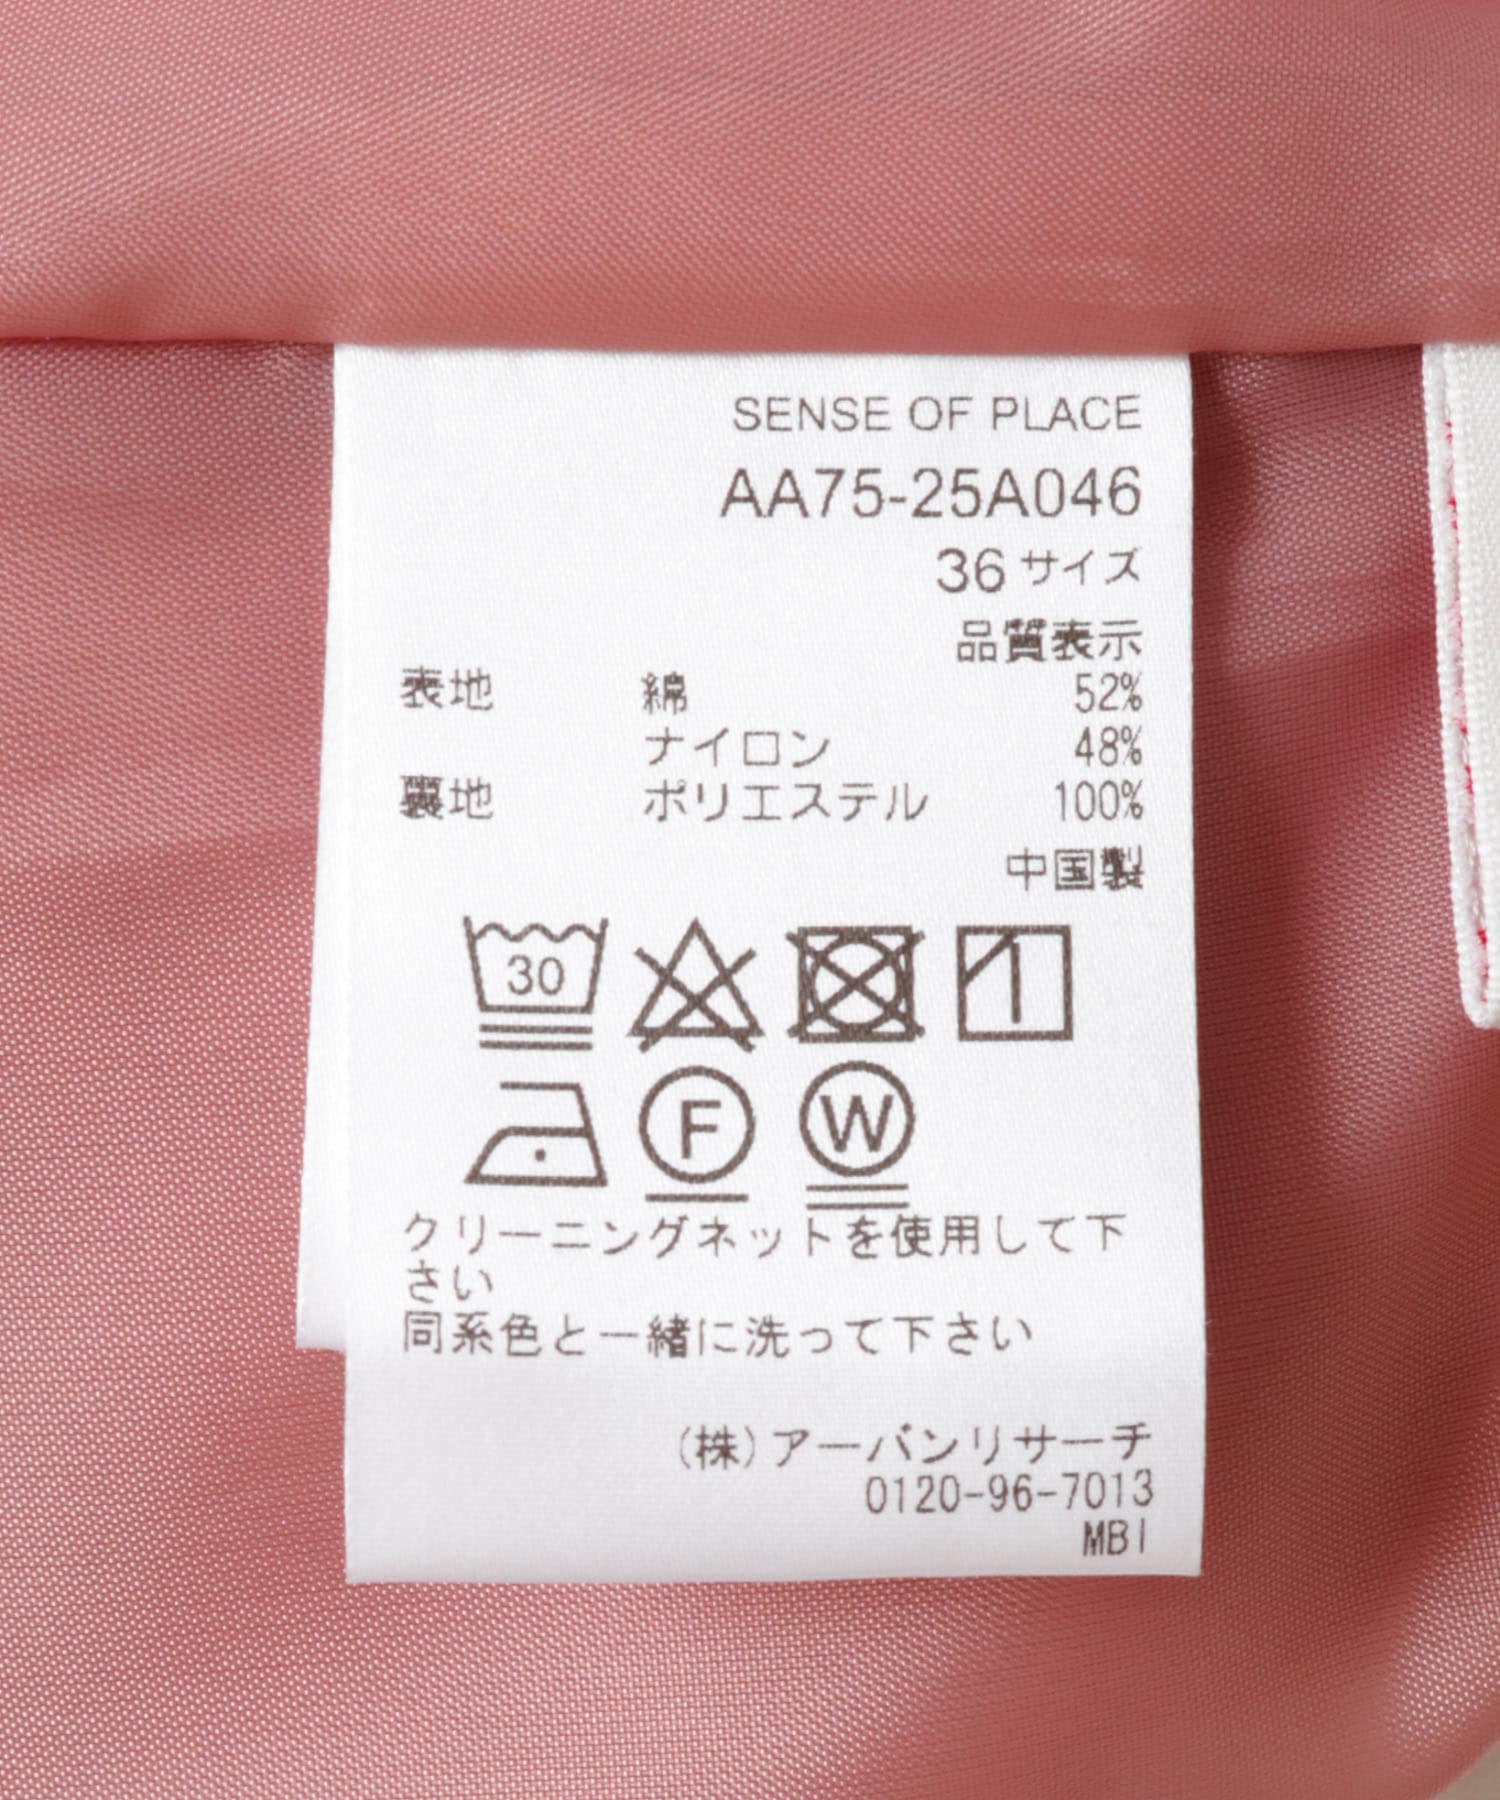 SENSE OF PLACE
AA75-25A046
36 サイズ
品質表示
表地 綿 52%
ナイロン 48%
裏地 ポリエステル 100%
中国製
30
F
W
クリーニングネットを使用して下
さい
同系色と一緒に洗って下さい
(株)アーバンリサーチ
0120-96-7013
MBI